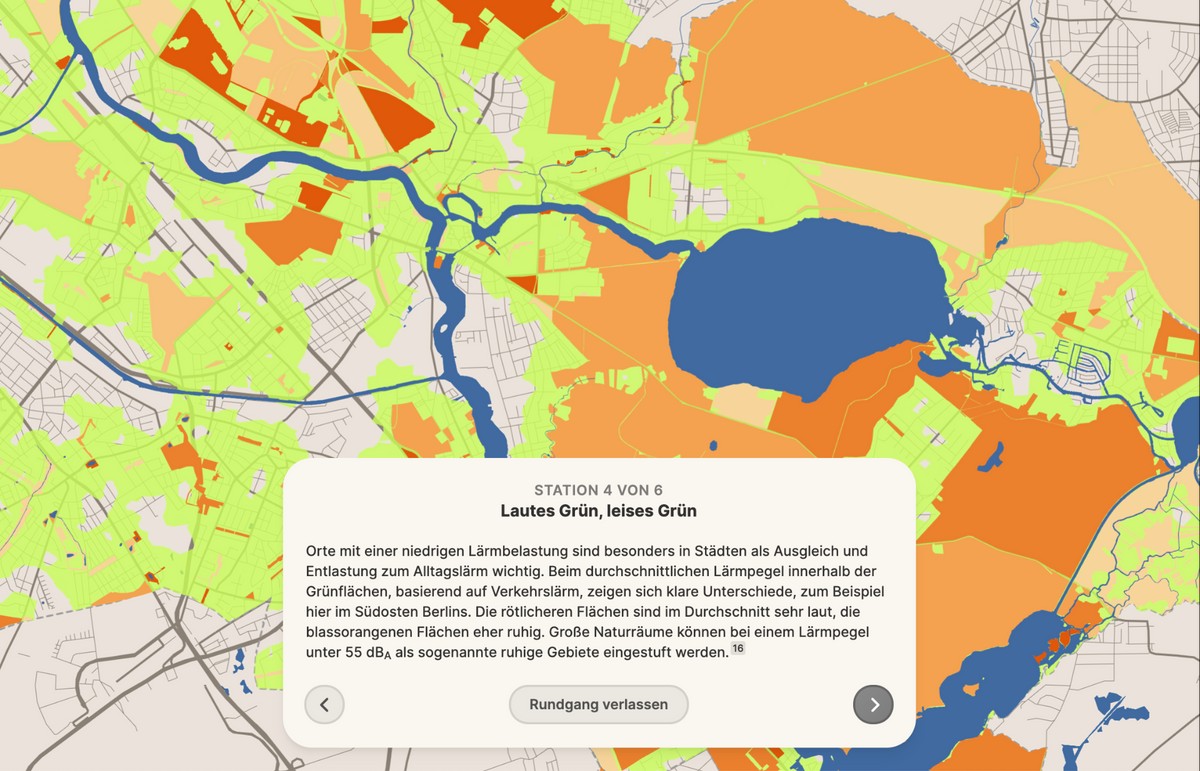 STATION 4 VON 6
Lautes Grün, leises Grün
Orte mit einer niedrigen Lärmbelastung sind besonders in Städten als Ausgleich und
Entlastung zum Alltagslärm wichtig. Beim durchschnittlichen Lärmpegel innerhalb der
Grünflächen, basierend auf Verkehrslärm, zeigen sich klare Unterschiede, zum Beispiel
hier im Südosten Berlins. Die rötlicheren Flächen sind im Durchschnitt sehr laut, die
blassorangenen Flächen eher ruhig. Große Naturräume können bei einem Lärmpegel
unter 55 dBA als sogenannte ruhige Gebiete eingestuft werden. 16
Rundgang verlassen